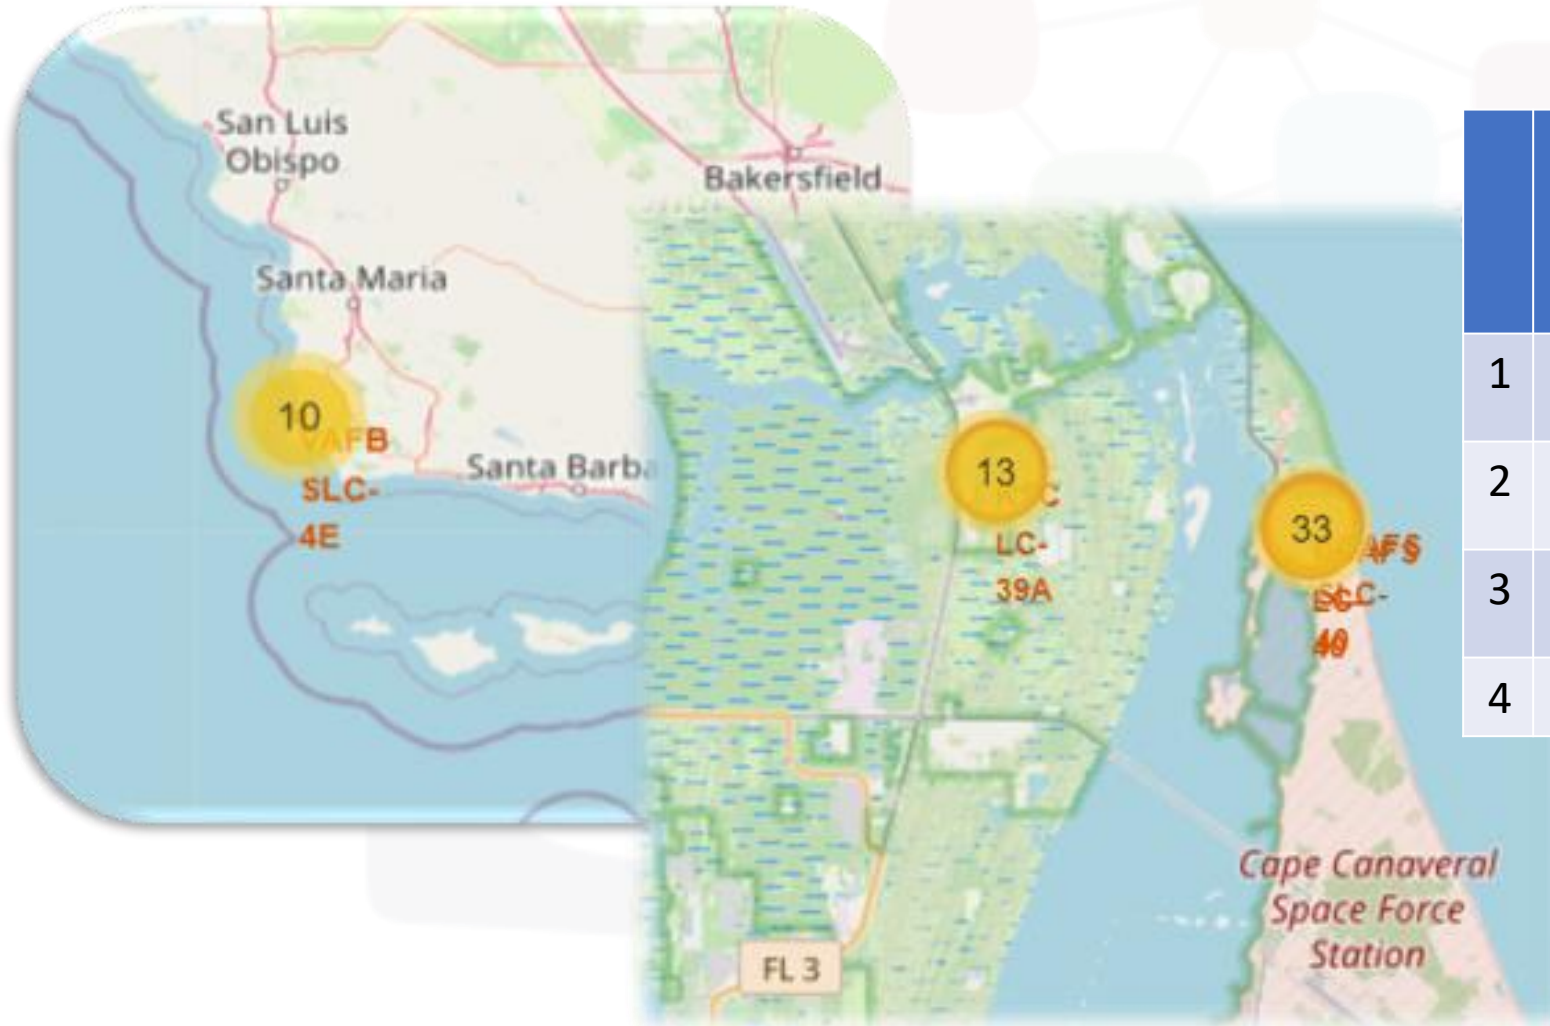 San Luis
Obispo
Bakersfield
Santa Maria
10
VAFB
SLC-
4E
Santa Barba
13
C
LC-
39A
33
AFS
40
Cape Canaveral
Space Force
Station
FL 3
1
2
3
4